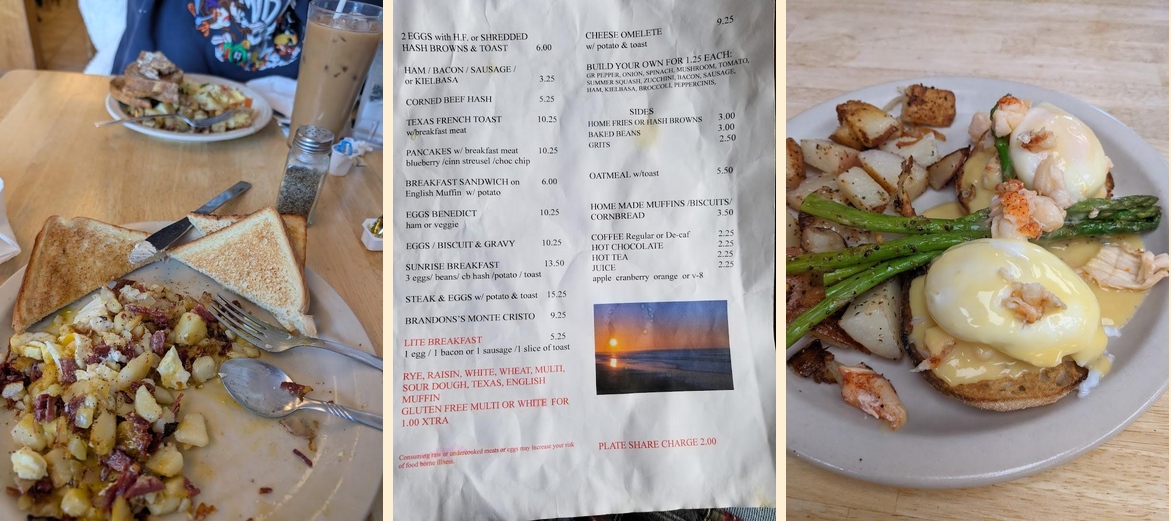 2 EGGS with H.F. or SHREDDED
HASH BROWNS & TOAST 6.00
HAM / BACON / SAUSAGE /
or KIELBASA 3.25
CORNED BEEF HASH 5.25
TEXAS FRENCH TOAST 10.25
w/breakfast meat
PANCAKES w/ breakfast meat 10.25
blueberry /cinn streusel /choc chip
BREAKFAST SANDWICH on 6.00
English Muffin w/ potato
EGGS BENEDICT 10.25
ham or veggie
EGGS / BISCUIT & GRAVY 10.25
SUNRISE BREAKFAST 13.50
3 eggs/ beans/ cb hash /potato / toast
STEAK & EGGS w/ potato & toast 15.25
BRANDONS'S MONTE CRISTO 9.25
LITE BREAKFAST 5.25
1 egg / 1 bacon or 1 sausage /1 slice of toast
RYE, RAISIN, WHITE, WHEAT, MULTI,
SOUR DOUGH, TEXAS, ENGLISH
MUFFIN
GLUTEN FREE MULTI OR WHITE FOR
1.00 XTRA
Consuming raw or undercooked meats or eggs may increase your risk
of food borne illness.
CHEESE OMELETE 9.25
w/ potato & toast
BUILD YOUR OWN FOR 1.25 EACH:
GR PEPPER, ONION, SPINACH, MUSHROOM, TOMATO,
SUMMER SQUASH, ZUCCHINI, BACON, SAUSAGE,
HAM, KIELBASA, BROCCOLI, PEPPERCINIS,
SIDES
HOME FRIES OR HASH BROWNS 3.00
BAKED BEANS 3.00
GRITS 2.50
OATMEAL w/toast 5.50
HOME MADE MUFFINS /BISCUITS/
CORNBREAD 3.50
COFFEE Regular or De-caf 2.25
HOT CHOCOLATE 2.25
HOT TEA 2.25
JUICE 2.25
apple cranberry orange or v-8
PLATE SHARE CHARGE 2.00